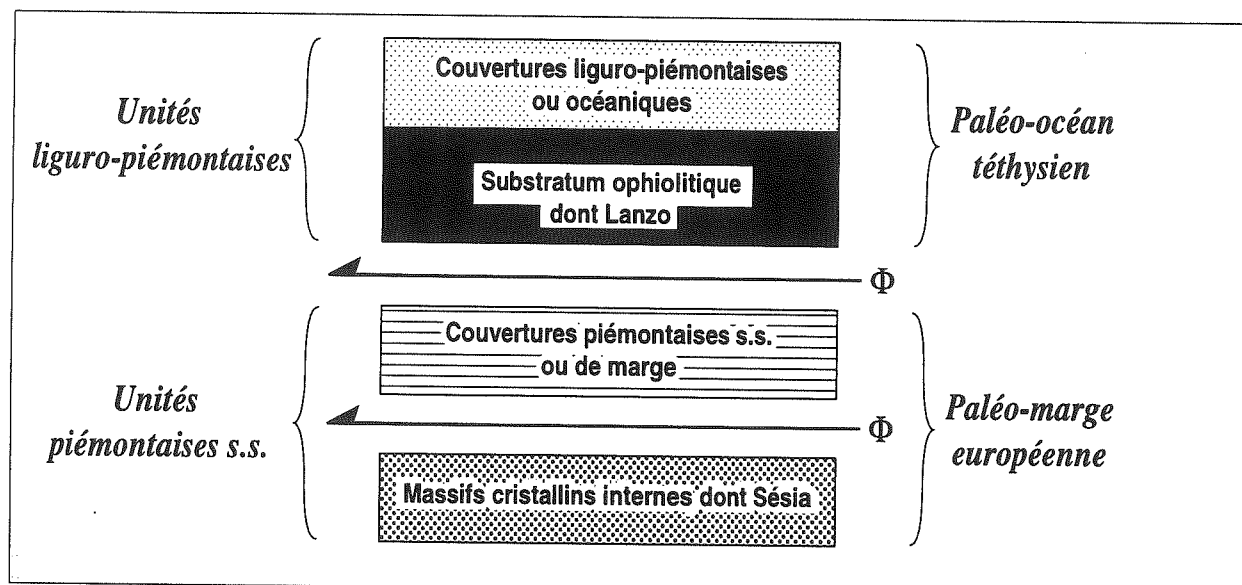 Unités
liguro-piémontaises
Couvertures liguro-piémontaises
ou océaniques
Substratum ophiolitique
dont Lanzo
Paléo-océan
téthysien
Φ
Unités
piémontaises s.s.
Couvertures piémontaises s.s.
ou de marge
Φ
Massifs cristallins internes dont Sésia
Paléo-marge
européenne